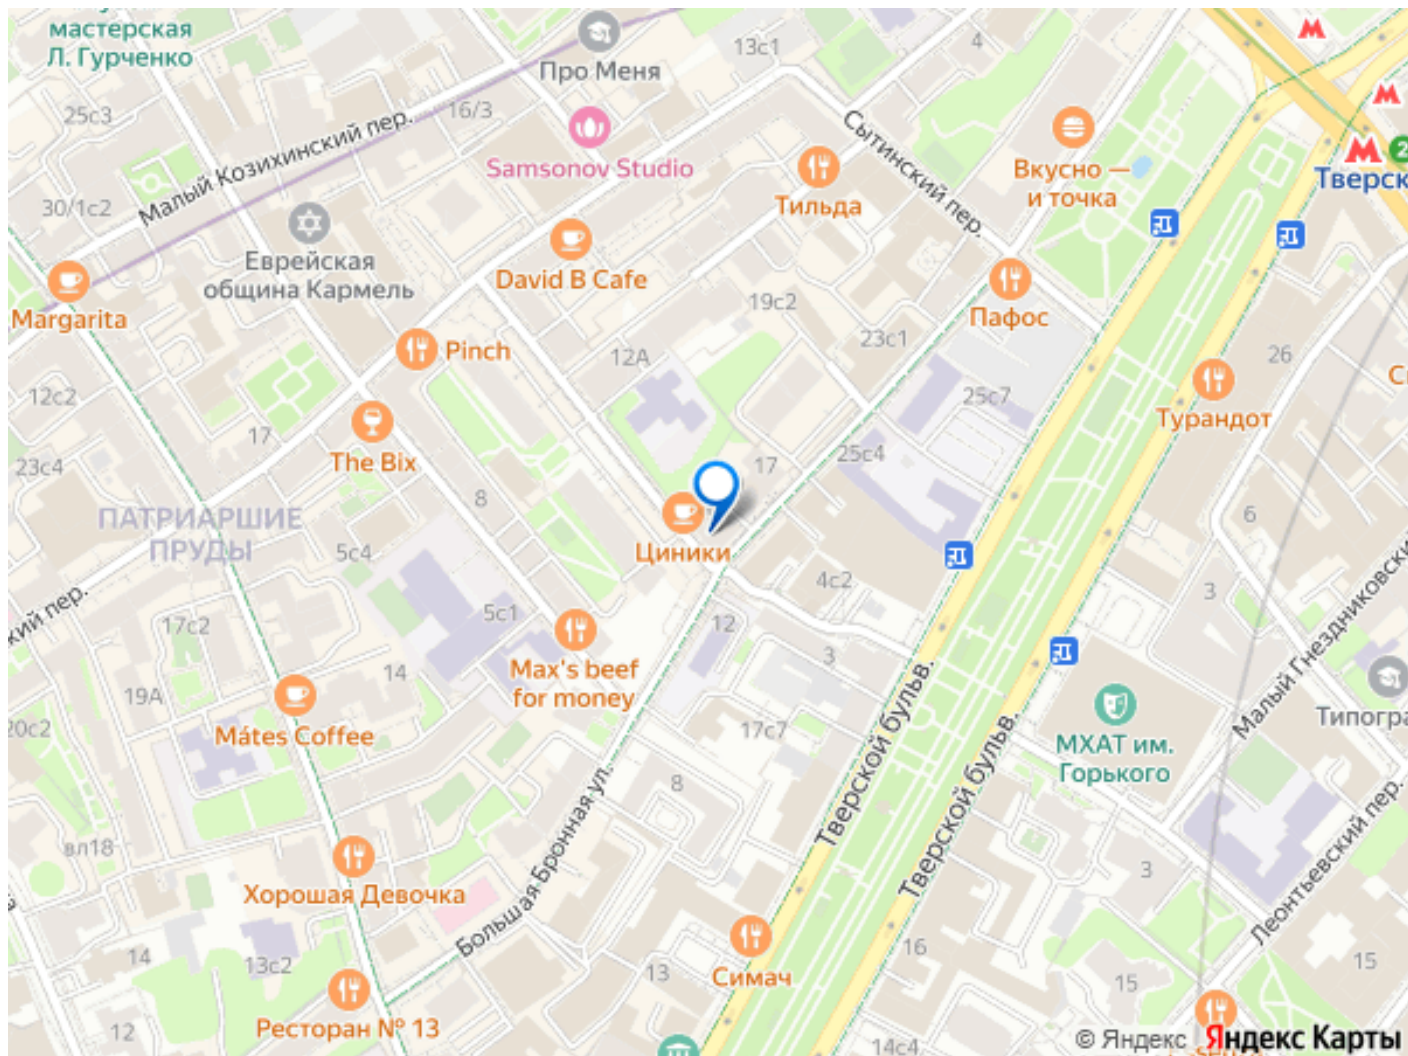 мастерская
Л. Гурченко
Про Меня
13с1
4
25с3
16/3
Малый Козихинский пер.
Samsonov Studio
Сытинский пер.
Вкусно —
и точка
Тверск
2
Тильда
30/1с2
Еврейская
община Кармель
David B Cafe
Margarita
19с2
Пафос
Pinch
12А
23с1
26
12с2
25с7
Турандот
17
The Bix
23с4
17
25с4
8
ПАТРИАРШИЕ
ПРУДЫ
Циники
6
5с4
4с2
3
кий пер.
17с2
5с1
12
3
Max's beef
for money
14
19А
20с2
Mátes Coffee
17с7
Тверской бульв.
Тверской бульв.
МХАТ им.
Горького
Малый Гнездниковски
Типогра
8
Большая Бронная ул.
вл18
Хорошая Девочка
3
Леонтьевский пер.
14
13с2
13
Симач
16
15
15
12
Ресторан № 13
14с4
© Яндекс Яндекс Карты